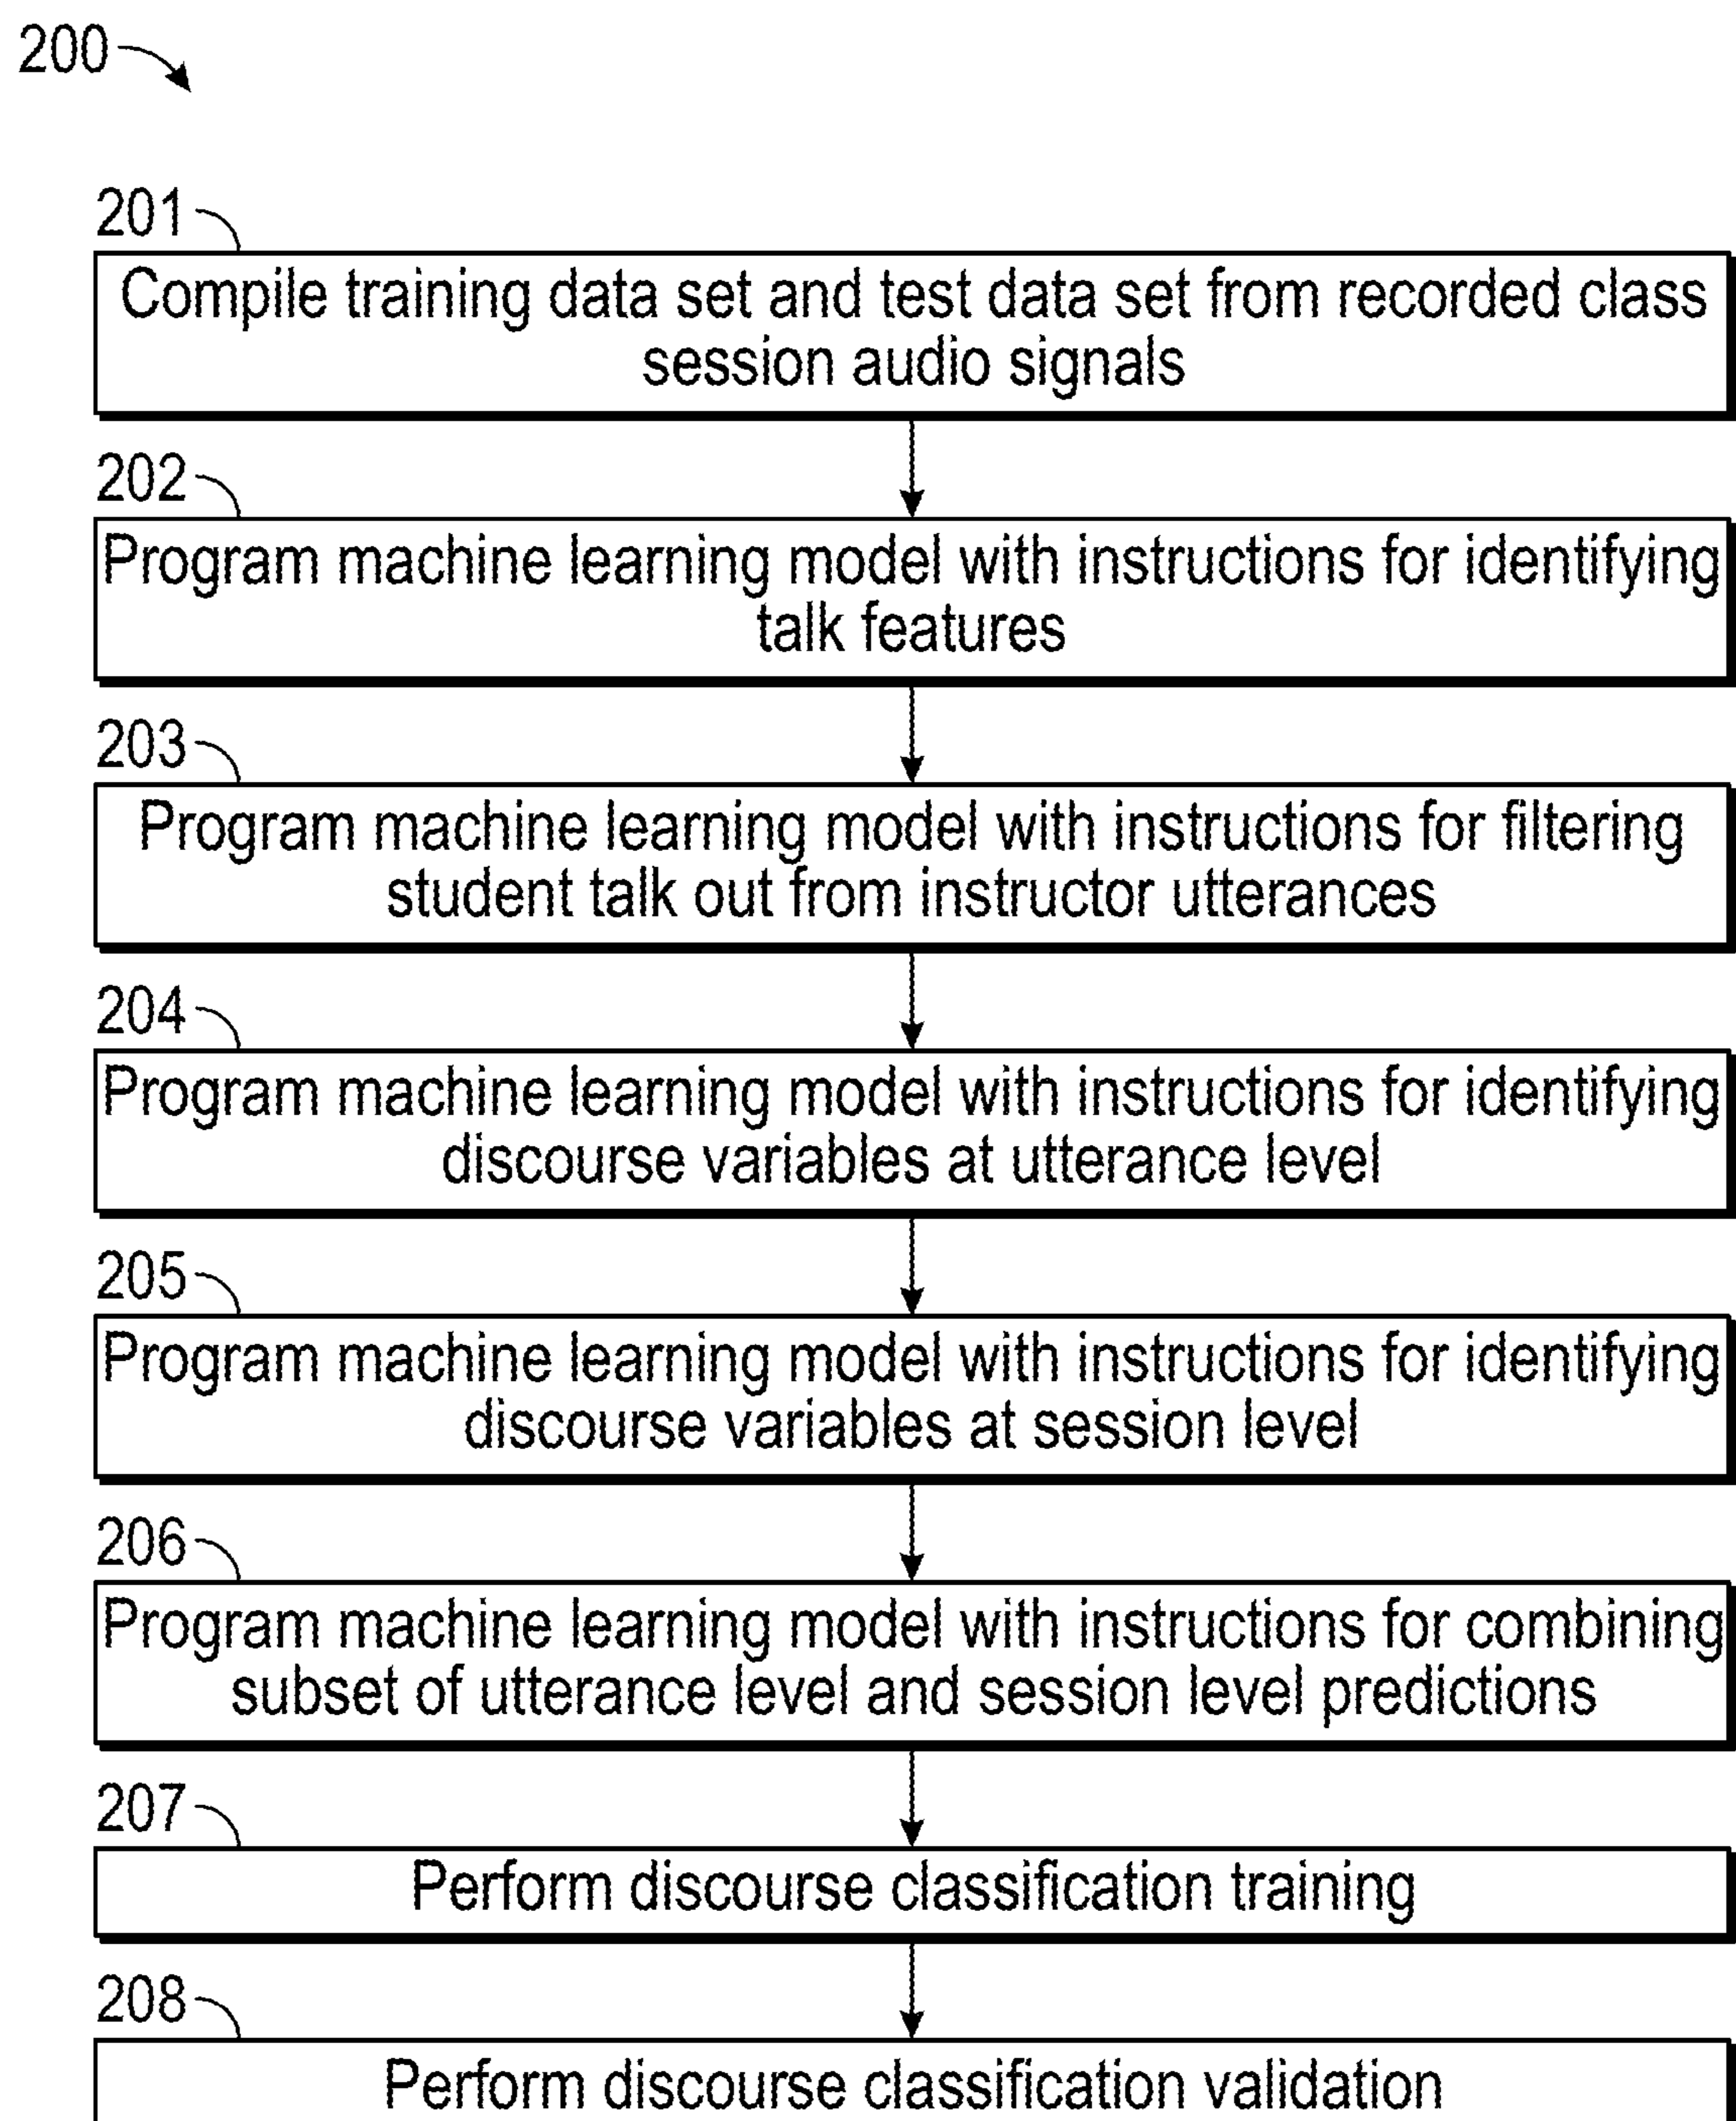 200
201
Compile training data set and test data set from recorded class
session audio signals
202
Program machine learning model with instructions for identifying
talk features
203
Program machine learning model with instructions for filtering
student talk out from instructor utterances
204
Program machine learning model with instructions for identifying
discourse variables at utterance level
205
Program machine learning model with instructions for identifying
discourse variables at session level
206
Program machine learning model with instructions for combining
subset of utterance level and session level predictions
207
Perform discourse classification training
208
Perform discourse classification validation